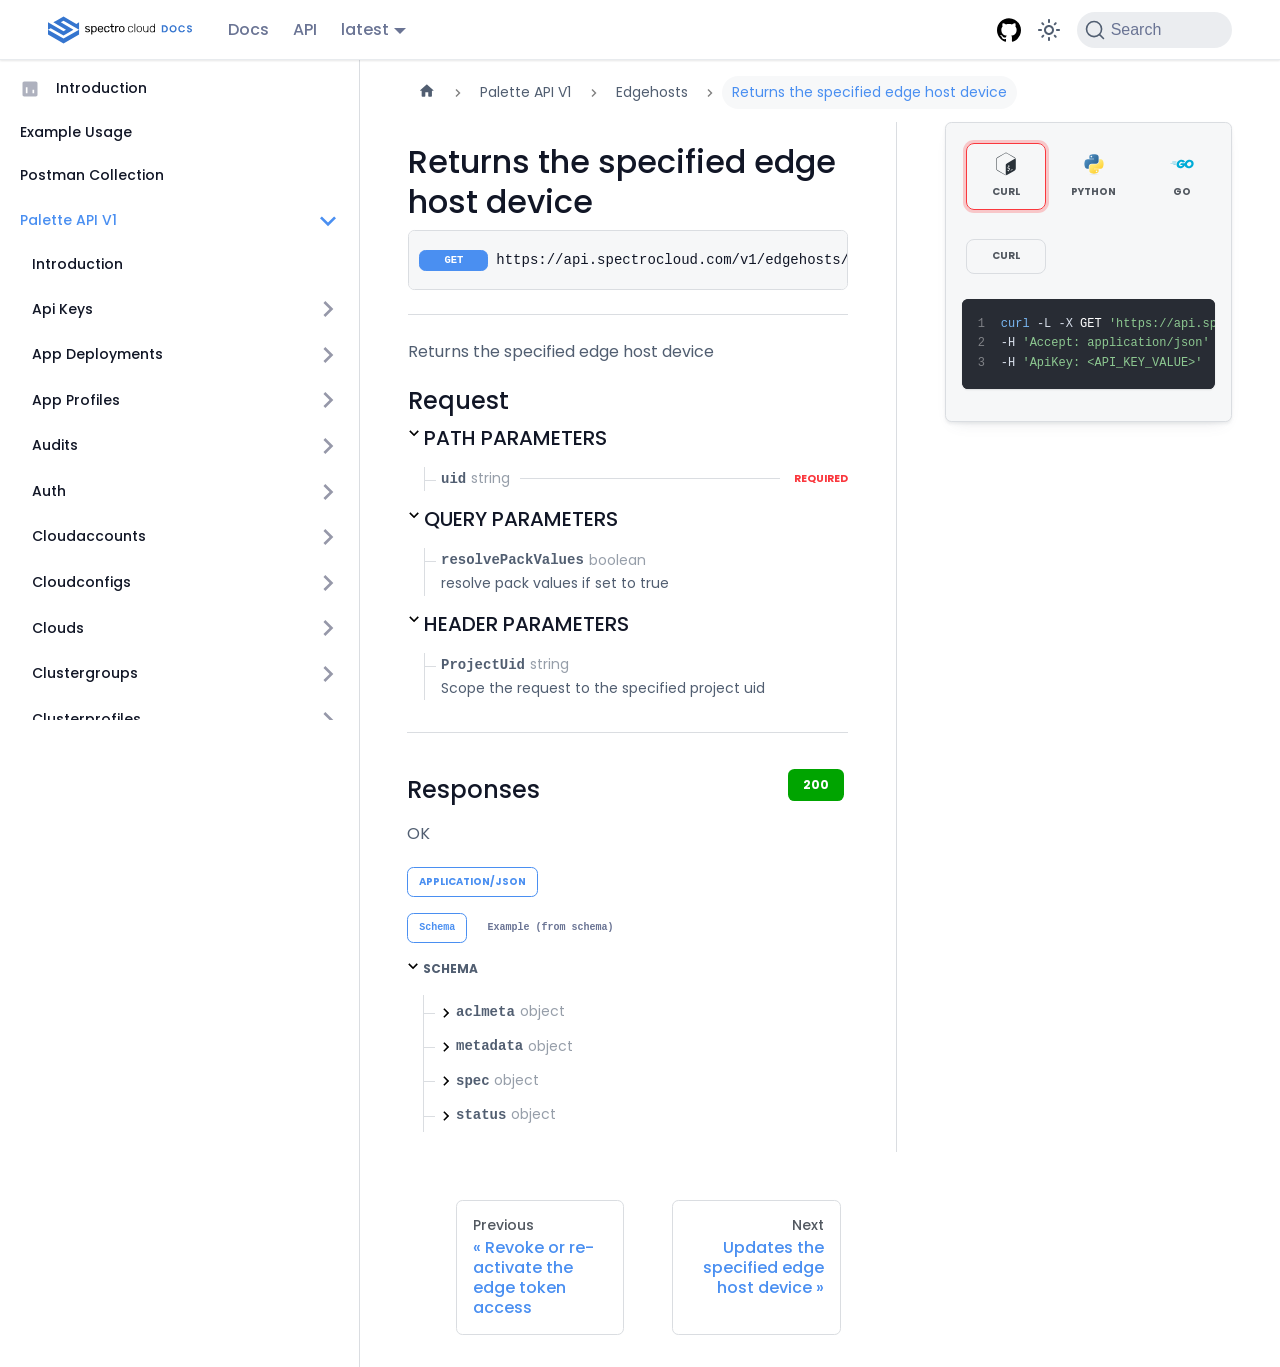 spectro cloud DOCS
Docs
API
latest
Search
Introduction
Example Usage
Postman Collection
Palette API V1
Introduction
Api Keys
App Deployments
App Profiles
Audits
Auth
Cloudaccounts
Cloudconfigs
Clouds
Clustergroups
Clusterprofiles
Palette API V1
Edgehosts
Returns the specified edge host device
Returns the specified edge
host device
GET https://api.spectrocloud.com/v1/edgehosts/
Returns the specified edge host device
Request
PATH PARAMETERS
uid string REQUIRED
QUERY PARAMETERS
resolvePackValues boolean
resolve pack values if set to true
HEADER PARAMETERS
ProjectUid string
Scope the request to the specified project uid
Responses
200
OK
APPLICATION/JSON
Schema
Example (from schema)
SCHEMA
aclmeta object
metadata object
spec object
status object
Previous
« Revoke or re-
activate the
edge token
access
Next
Updates the
specified edge
host device »
CURL
PYTHON
GO
CURL
1 curl -L -X GET 'https://api.sp
2 -H 'Accept: application/json'
3 -H 'ApiKey: <API_KEY_VALUE>'